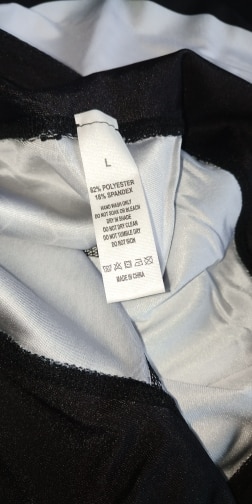 L
82% POLYESTER
18% SPANDEX
HAND WASH ONLY
DO NOT SOAK OR BLEACH
DRY IN SHADE
DO NOT DRY CLEAN
DO NOT TUMBLE DRY
DO NOT IRON
MADE IN CHINA